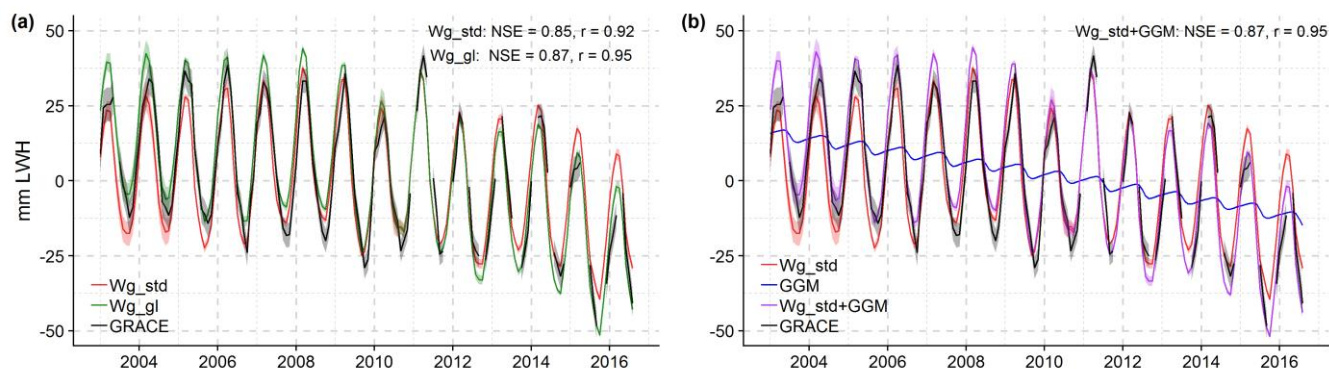 (a)
Wg_std: NSE = 0.85, r = 0.92
Wg_gl: NSE = 0.87, r = 0.95
mm LWH
50
25
0
-25
-50
Wg_std
Wg_gl
GRACE
2004 2006 2008 2010 2012 2014 2016
(b)
Wg_std+GGM: NSE = 0.87, r = 0.95
50
25
0
-25
-50
Wg_std
GGM
Wg_std+GGM
GRACE
2004 2006 2008 2010 2012 2014 2016